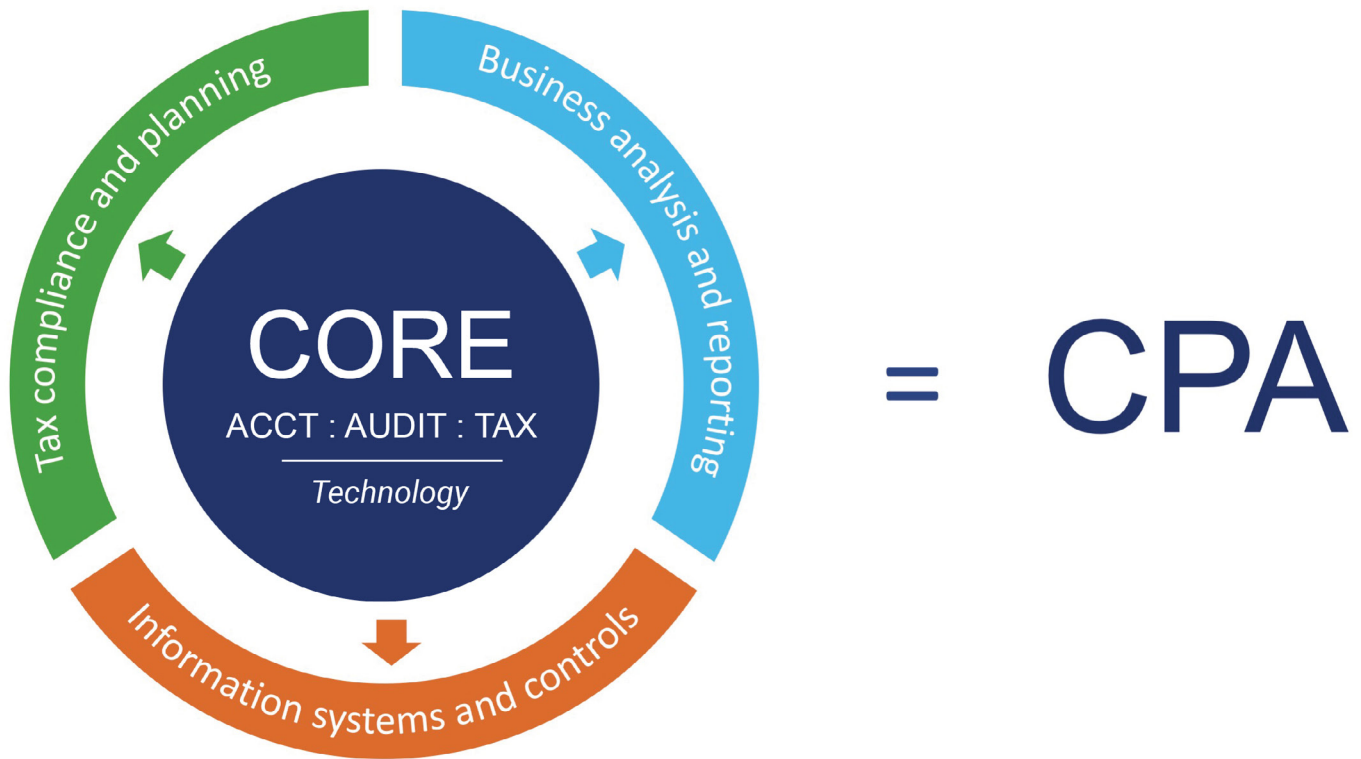 Tax compliance and planning
Business analysis and reporting
CORE
ACCT : AUDIT : TAX
Technology
Information systems and controls
= CPA